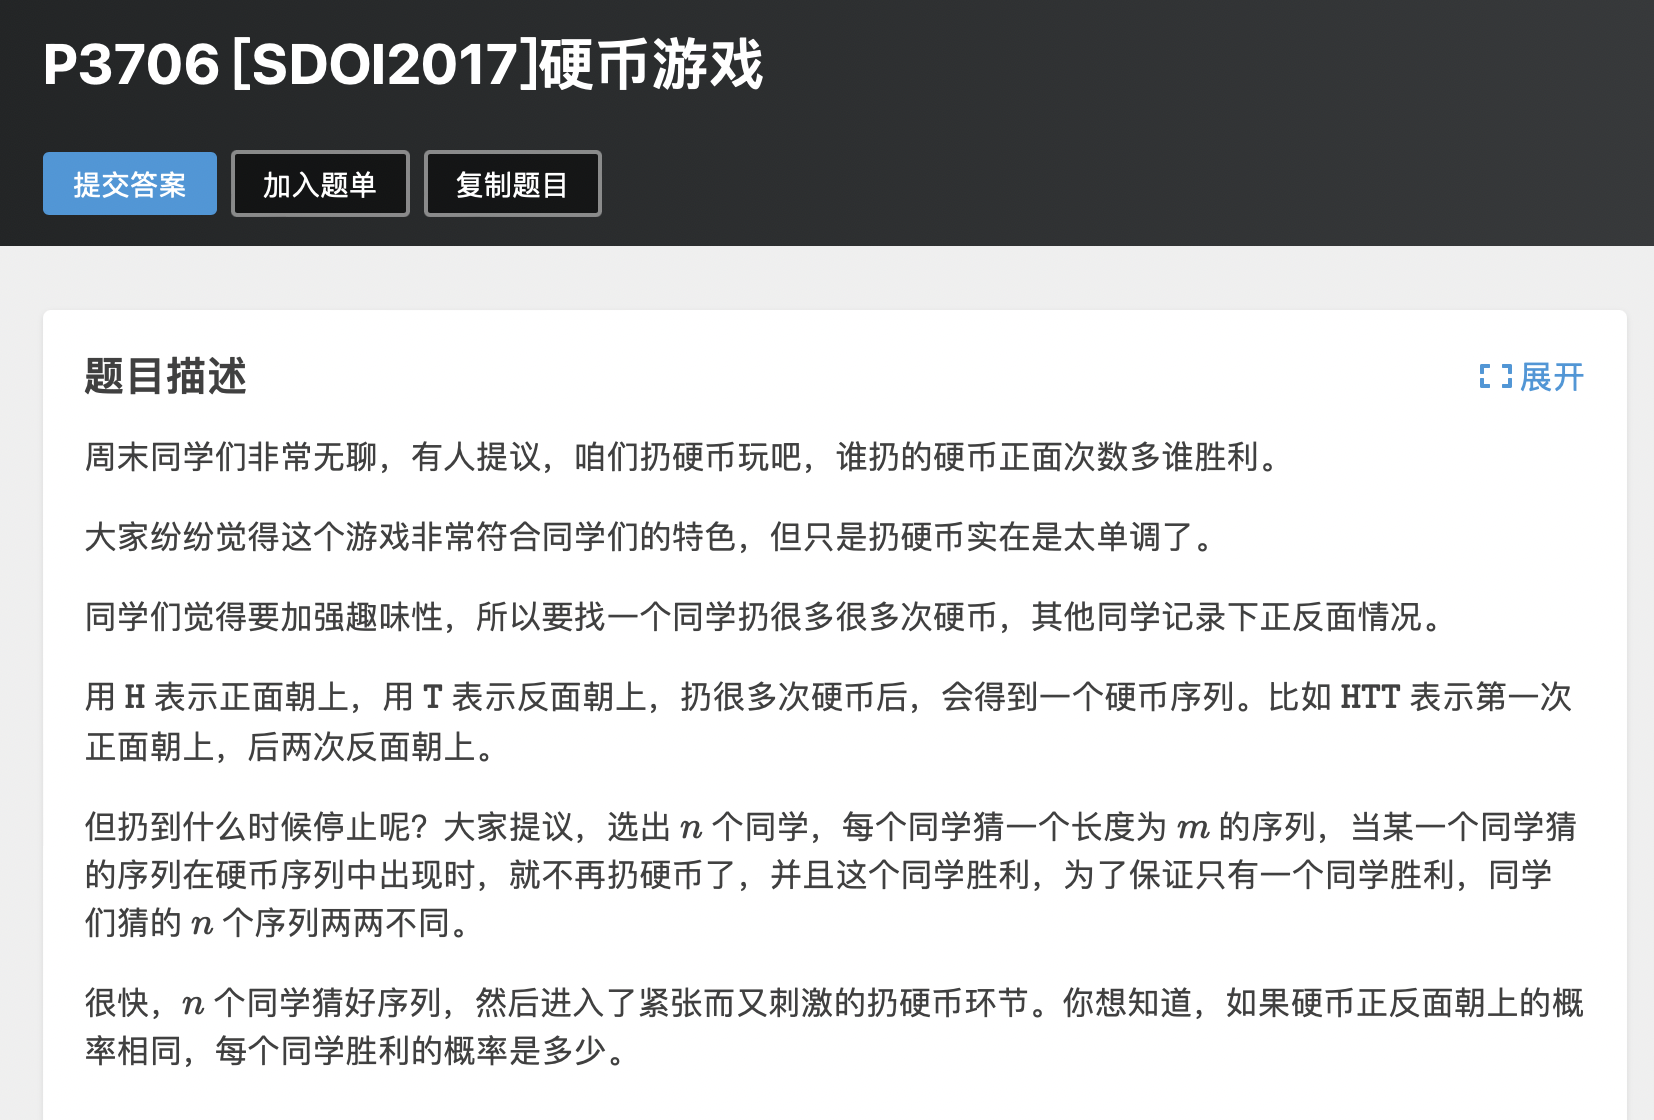 P3706 [SDOI2017]硬币游戏
提交答案 加入题单 复制题目
题目描述 展开
周末同学们非常无聊，有人提议，咱们扔硬币玩吧，谁扔的硬币正面次数多谁胜利。
大家纷纷觉得这个游戏非常符合同学们的特色，但只是扔硬币实在是太单调了。
同学们觉得要加强趣味性，所以要找一个同学扔很多很多次硬币，其他同学记录下正反面情况。
用 H 表示正面朝上，用 T 表示反面朝上，扔很多次硬币后，会得到一个硬币序列。比如 HTT 表示第一次
正面朝上，后两次反面朝上。
但扔到什么时候停止呢？大家提议，选出 n 个同学，每个同学猜一个长度为 m 的序列，当某一个同学猜
的序列在硬币序列中出现时，就不再扔硬币了，并且这个同学胜利，为了保证只有一个同学胜利，同学
们猜的 n 个序列两两不同。
很快，n 个同学猜好序列，然后进入了紧张而又刺激的扔硬币环节。你想知道，如果硬币正反面朝上的概
率相同，每个同学胜利的概率是多少。